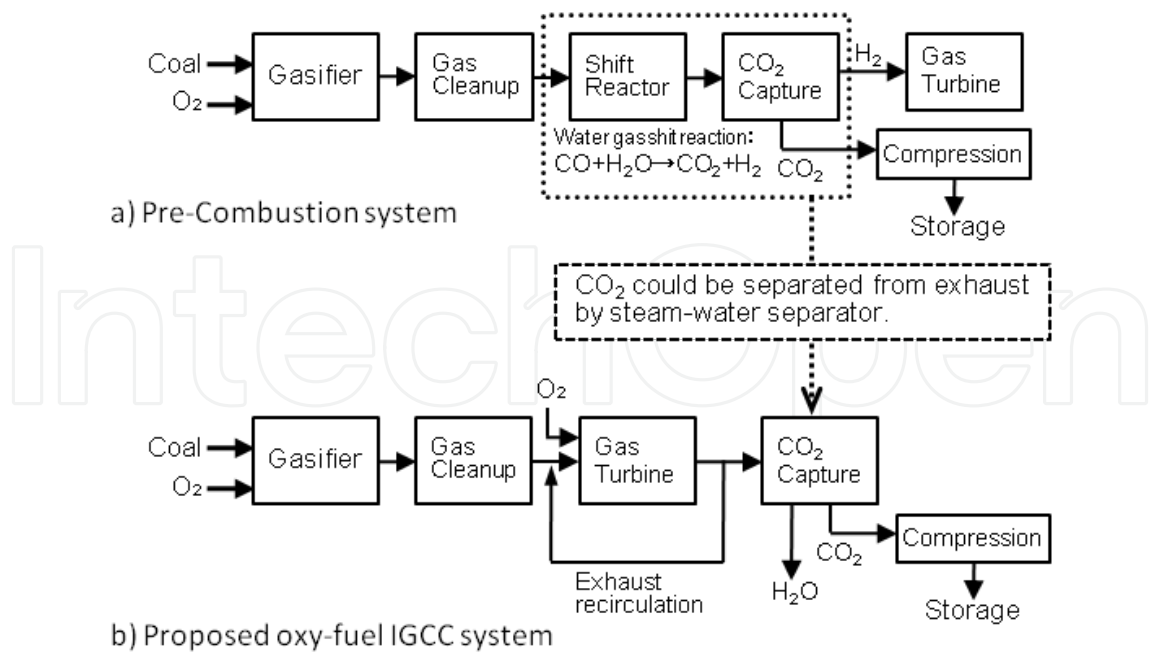 Coal
O₂
Gasifier
Gas
Cleanup
Shift
Reactor
CO₂
Capture
H₂
Gas
Turbine
Water gasshit reaction:
CO+H₂O→CO₂+H₂
CO₂
Compression
Storage
a) Pre-Combustion system
CO₂ could be separated from exhaust
by steam-water separator.
IntechOpen
Coal
O₂
Gasifier
Gas
Cleanup
O₂
Gas
Turbine
CO₂
Capture
Exhaust
recirculation
H₂O
CO₂
Compression
Storage
b) Proposed oxy-fuel IGCC system